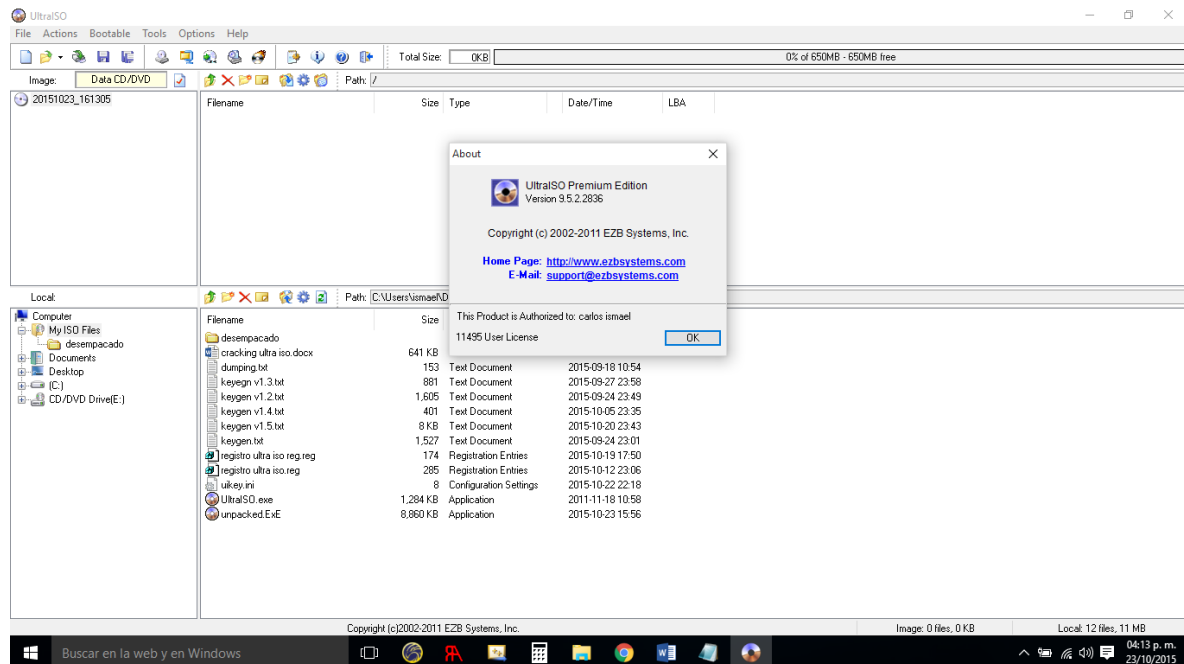 UltraISO
File Actions Bootable Tools Options Help
Total Size: 0KB 0% of 650MB - 650MB free
Image: Data CD/DVD Path: /
20151023_161305
Filename Size Type Date/Time LBA
About
UltraISO Premium Edition
Version 9.5.2.2836
Copyright (c) 2002-2011 EZB Systems, Inc.
Home Page: http://www.ezbsystems.com
E-Mail: support@ezbsystems.com
This Product is Authorized to: carlos ismael
11495 User License OK
Local: Path: C:\Users\ismael\D
Computer
My ISO Files
desempacado
Documents
Desktop
(C:)
CD/DVD Drive(E:)
Filename Size
desempacado
cracking ultra iso.docx 641 KB
dumping.txt 153 Text Document 2015-09-18 10:54
keyegn v1.3.txt 881 Text Document 2015-09-27 23:58
keygen v1.2.txt 1,605 Text Document 2015-09-24 23:49
keygen v1.4.txt 401 Text Document 2015-10-05 23:35
keygen v1.5.txt 8 KB Text Document 2015-10-20 23:43
keygen.txt 1,527 Text Document 2015-09-24 23:01
registro ultra iso reg.reg 174 Registration Entries 2015-10-19 17:50
registro ultra iso.reg 285 Registration Entries 2015-10-12 23:06
uikey.ini 8 Configuration Settings 2015-10-22 22:18
UltraISO.exe 1,284 KB Application 2011-11-18 10:58
unpacked.ExE 8,860 KB Application 2015-10-23 15:56
Copyright (c)2002-2011 EZB Systems, Inc. Image: 0 files, 0 KB Local: 12 files, 11 MB
Buscar en la web y en Windows
04:13 p. m.
23/10/2015